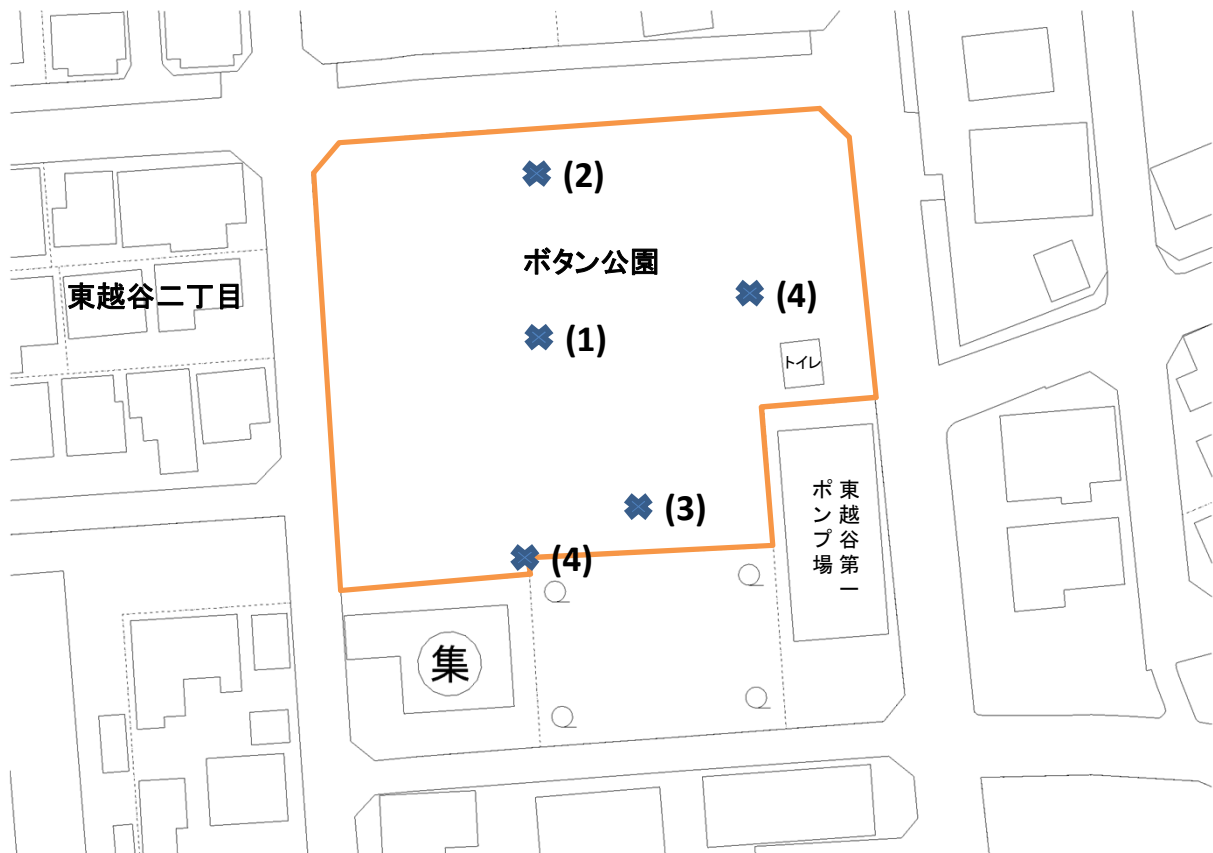 (2)
ボタン公園
東越谷二丁目
(4)
(1)
トイレ
(3)
東越谷第一
ポンプ場
(4)
集